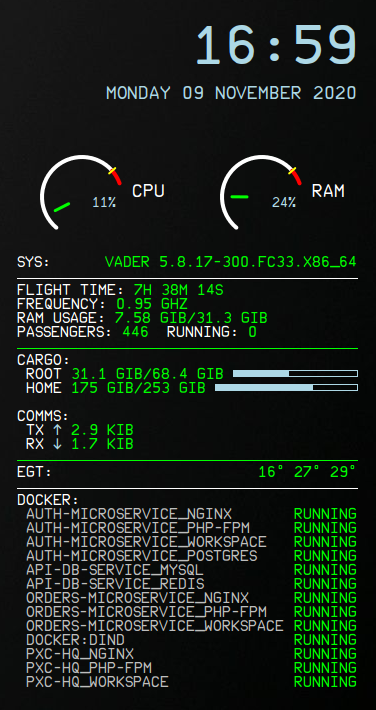 16:59
MONDAY 09 NOVEMBER 2020
11% CPU
24% RAM
SYS: VADER 5.8.17-300.FC33.X86_64
FLIGHT TIME: 7H 38M 14S
FREQUENCY: 0.95 GHZ
RAM USAGE: 7.58 GIB/31.3 GIB
PASSENGERS: 446 RUNNING: 0
CARGO:
ROOT 31.1 GIB/68.4 GIB
HOME 175 GIB/253 GIB
COMMS:
TX ↑ 2.9 KIB
RX ↓ 1.7 KIB
EGT: 16° 27° 29°
DOCKER:
AUTH-MICROSERVICE_NGINX RUNNING
AUTH-MICROSERVICE_PHP-FPM RUNNING
AUTH-MICROSERVICE_WORKSPACE RUNNING
AUTH-MICROSERVICE_POSTGRES RUNNING
API-DB-SERVICE_MYSQL RUNNING
API-DB-SERVICE_REDIS RUNNING
ORDERS-MICROSERVICE_NGINX RUNNING
ORDERS-MICROSERVICE_PHP-FPM RUNNING
ORDERS-MICROSERVICE_WORKSPACE RUNNING
DOCKER:DIND RUNNING
PXC-HQ_NGINX RUNNING
PXC-HQ_PHP-FPM RUNNING
PXC-HQ_WORKSPACE RUNNING